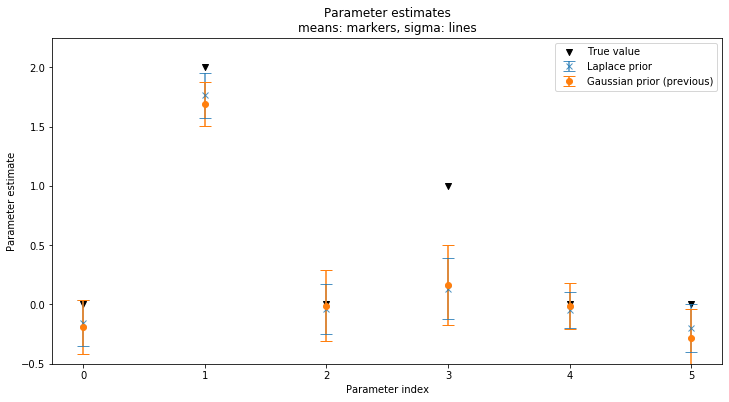 Parameter estimates
means: markers, sigma: lines
True value
Laplace prior
Gaussian prior (previous)
Parameter estimate
2.0
1.5
1.0
0.5
0.0
−0.5
0
1
2
3
4
5
Parameter index